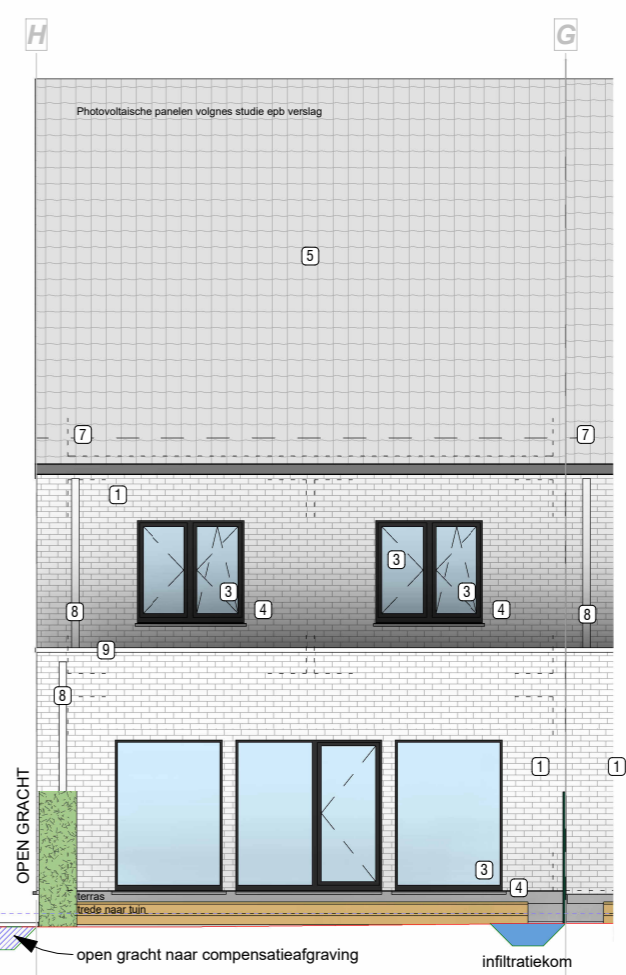 H
G
Photovoltaische panelen volgnes studie epb verslag
5
7
7
1
3
3
3
4
4
8
8
9
8
1
1
OPEN GRACHT
3
4
terras
trede naar tuin.
open gracht naar compensatieafgraving
infiltratiekom